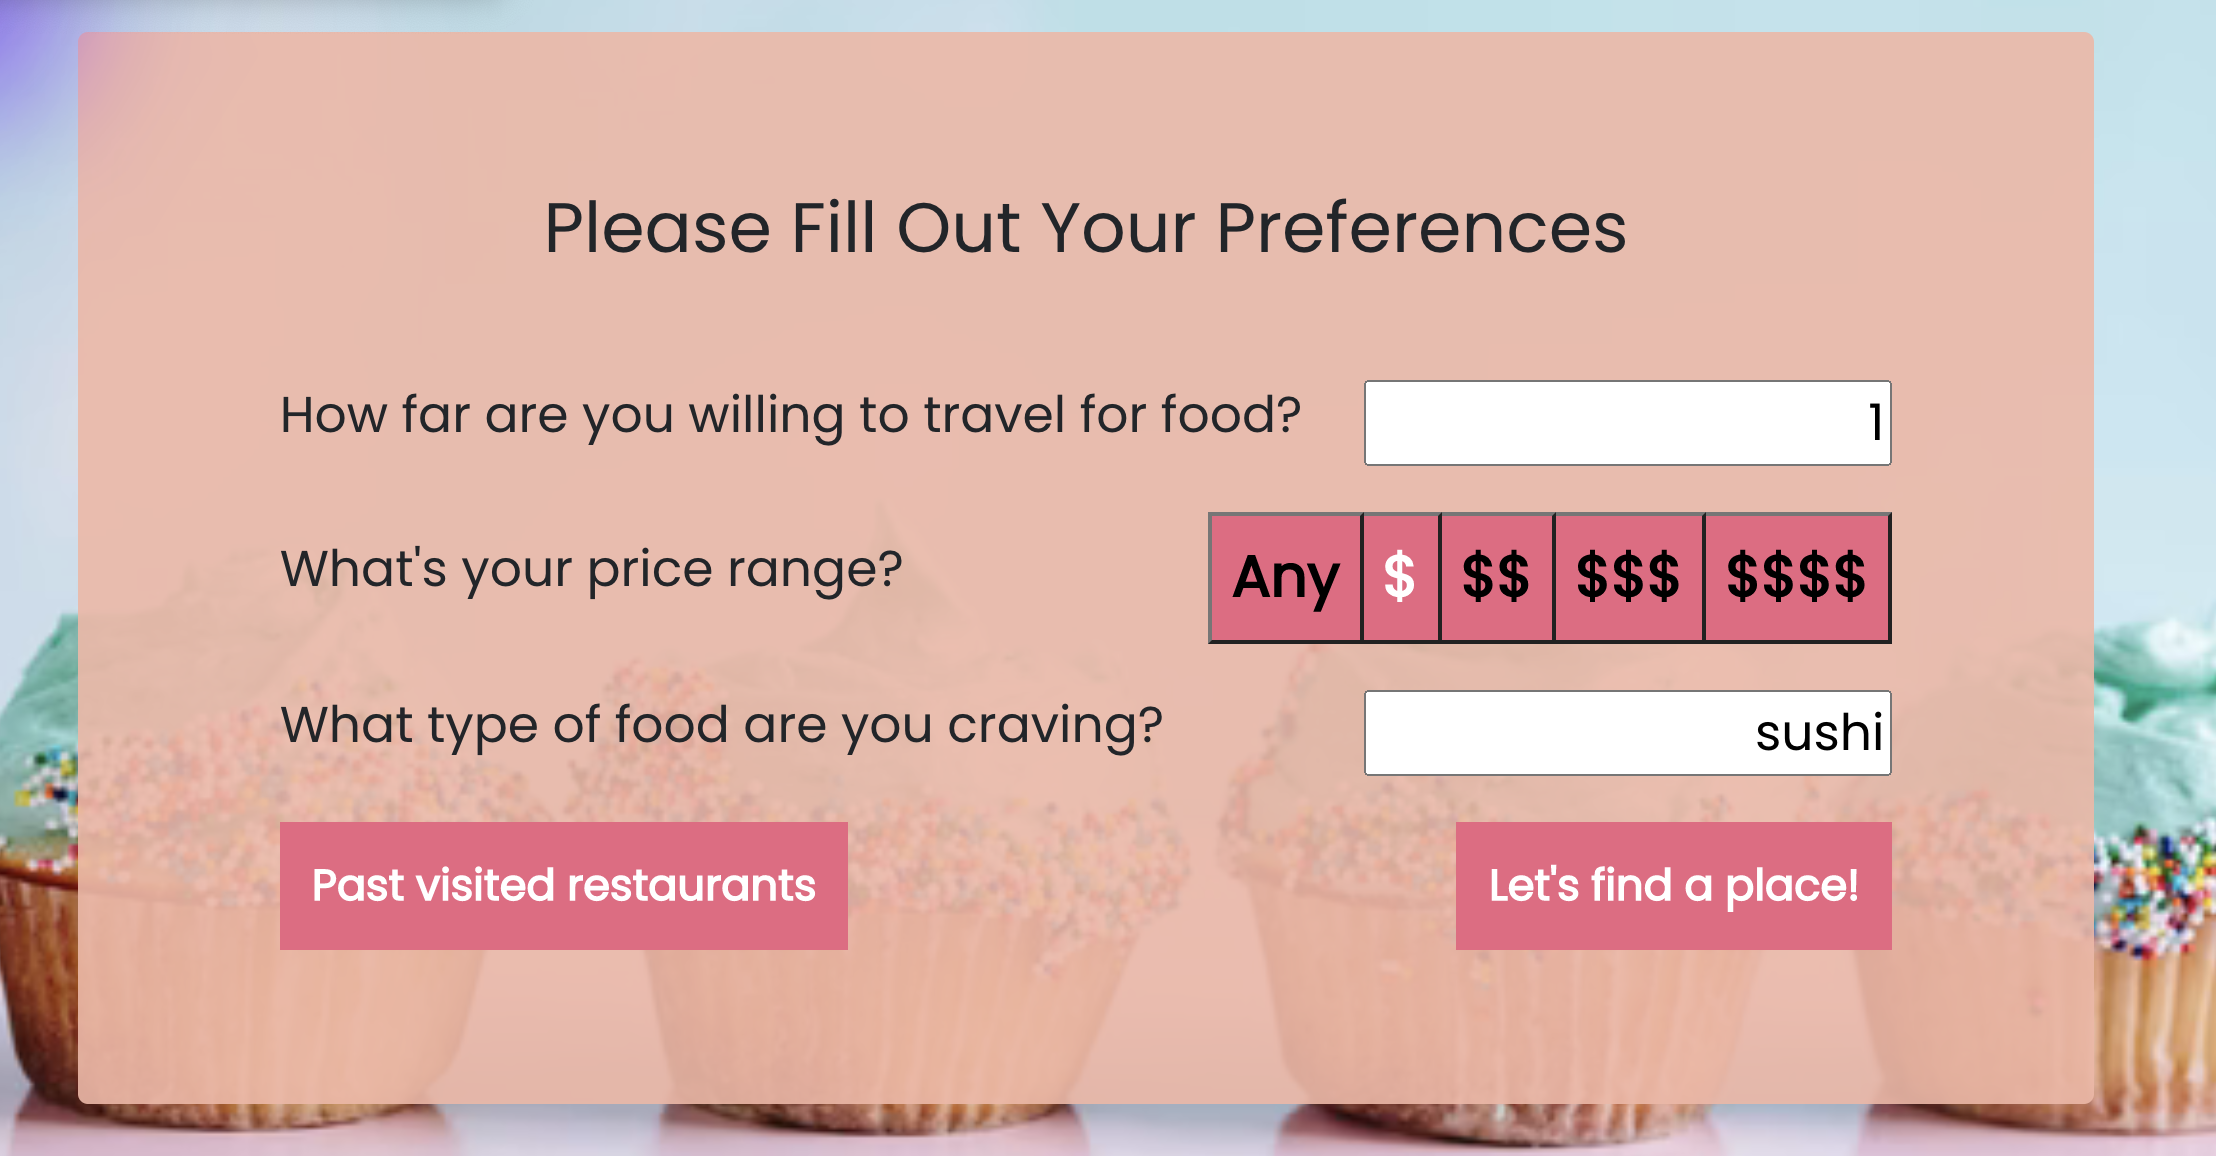 Please Fill Out Your Preferences
How far are you willing to travel for food? 1
What's your price range? Any $ $$ $$$ $$$$
What type of food are you craving? sushi
Past visited restaurants Let's find a place!